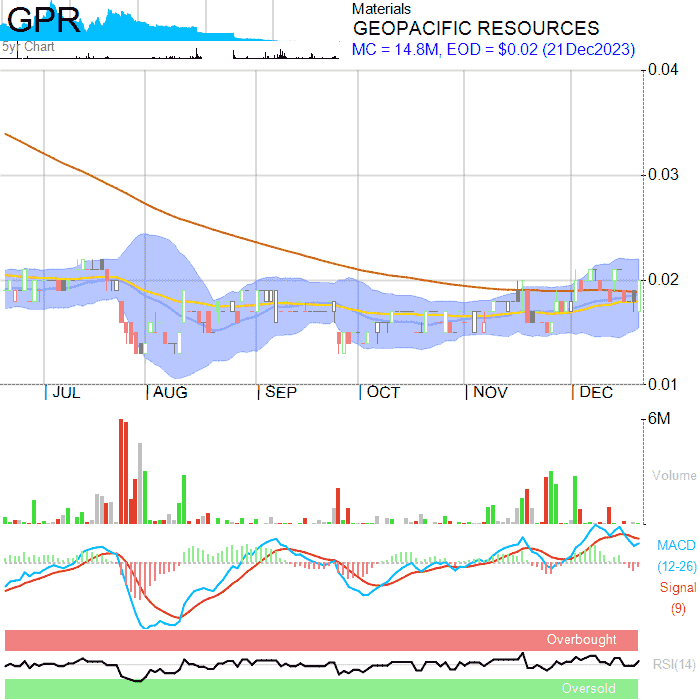 GPR
5yr Chart
Materials
GEOPACIFIC RESOURCES
MC = 14.8M, EOD = $0.02 (21Dec2023)
0.04
0.03
0.02
0.01
JUL
AUG
SEP
OCT
NOV
DEC
6M
Volume
MACD
(12-26)
Signal
(9)
Overbought
RSI(14)
Oversold